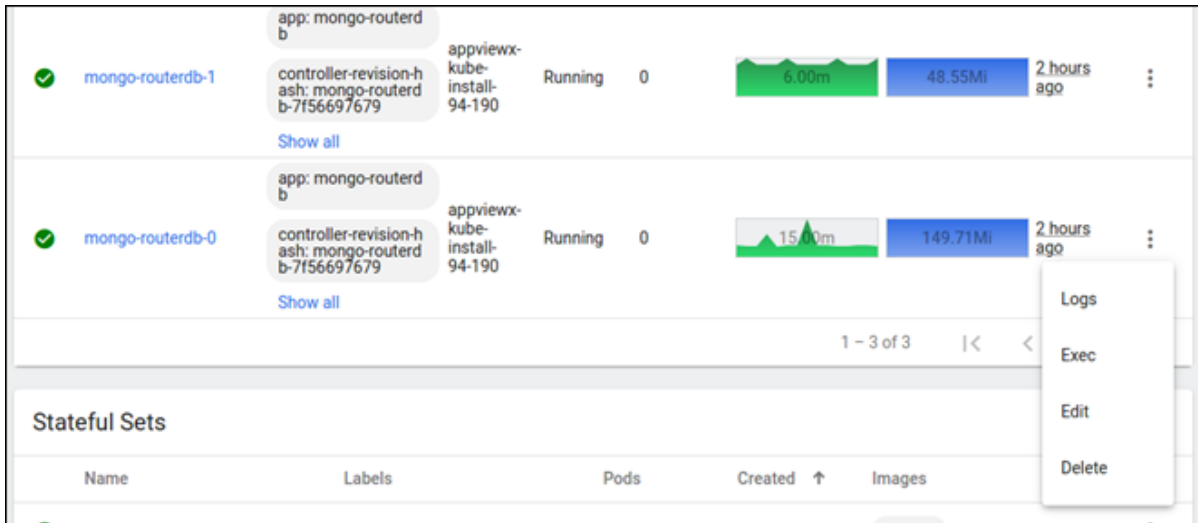 app: mongo-routerd
b
mongo-routerdb-1
controller-revision-h
ash: mongo-routerd
b-7f56697679
appviewx-
kube-
install-
94-190
Running
0
6.00m
48.55Mi
2 hours
ago
Show all
app: mongo-routerd
b
mongo-routerdb-0
controller-revision-h
ash: mongo-routerd
b-7f56697679
appviewx-
kube-
install-
94-190
Running
0
15.00m
149.71Mi
2 hours
ago
Show all
1 – 3 of 3
Logs
Exec
Edit
Delete
Stateful Sets
Name Labels Pods Created Images